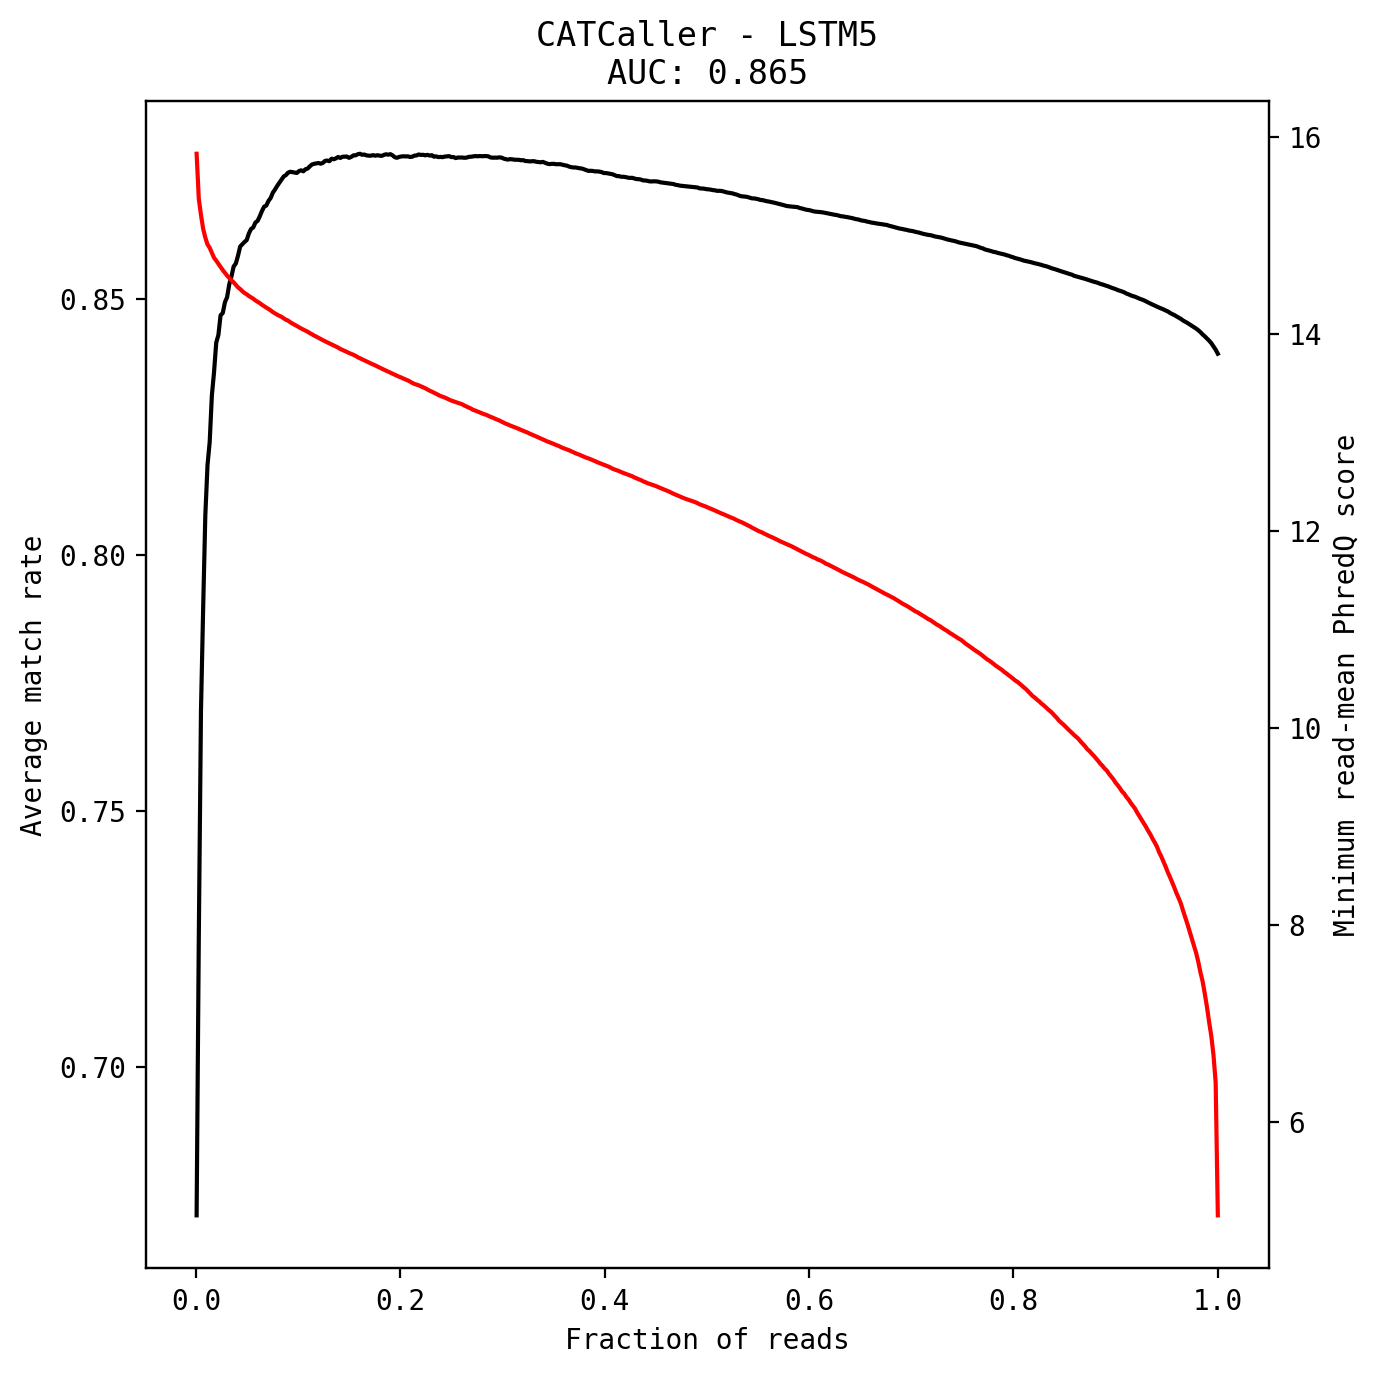 CATCaller - LSTM5
AUC: 0.865
Average match rate
0.85
0.80
0.75
0.70
16
14
12
10
8
6
Minimum read-mean PhredQ score
0.0 0.2 0.4 0.6 0.8 1.0
Fraction of reads